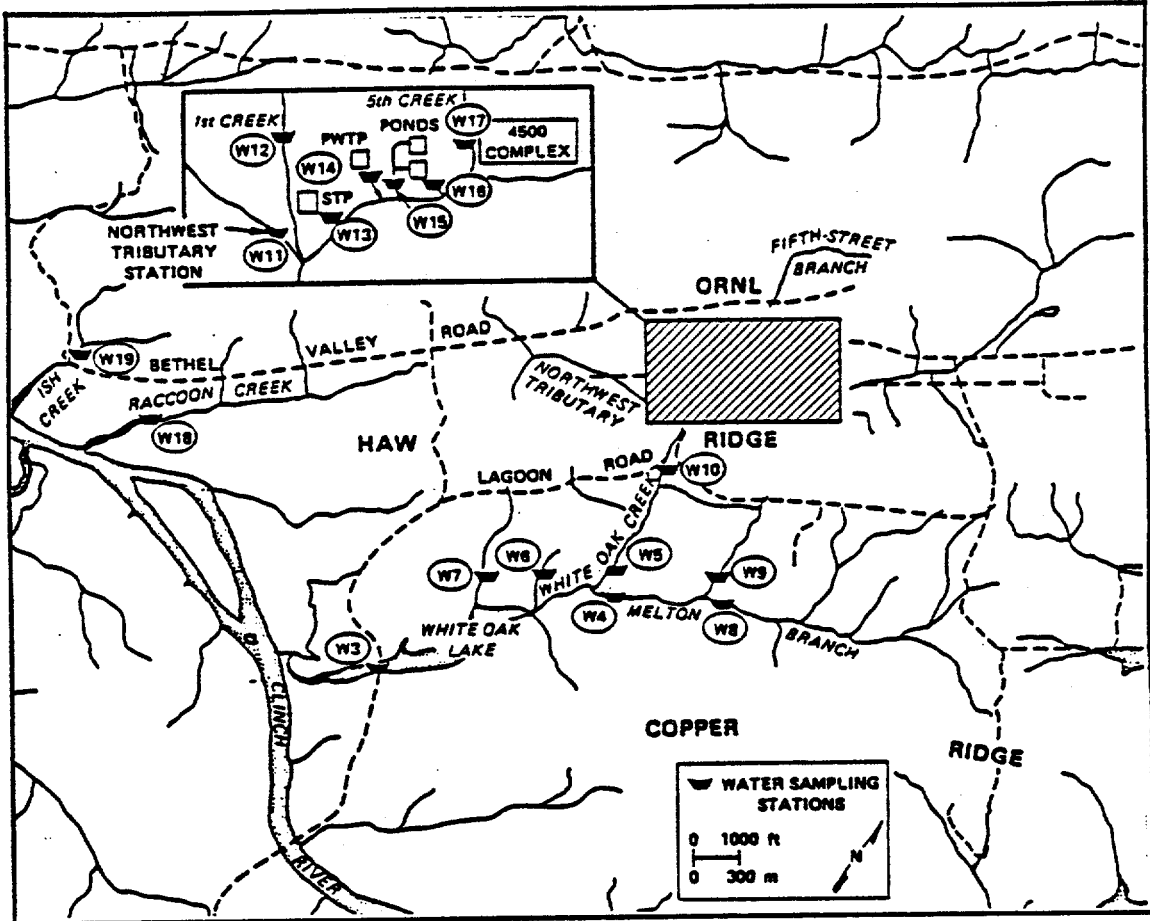 5th CREEK
1st CREEK
W17
W12
PWTP
PONDS
4500
COMPLEX
W14
STP
W16
W15
W13
NORTHWEST
TRIBUTARY
STATION
W11
FIFTH-STREET
BRANCH
ORNL
W19
BETHEL
VALLEY
ROAD
ISH
CREEK
RACCOON
CREEK
W18
NORTHWEST
TRIBUTARY
HAW
RIDGE
LAGOON
ROAD
W10
WHITE OAK CREEK
W7
W6
W5
W9
W4
MELTON
W8
BRANCH
WHITE OAK
LAKE
W3
CLINCH
RIVER
COPPER
RIDGE
WATER SAMPLING
STATIONS
0 1000 ft
0 300 m
N